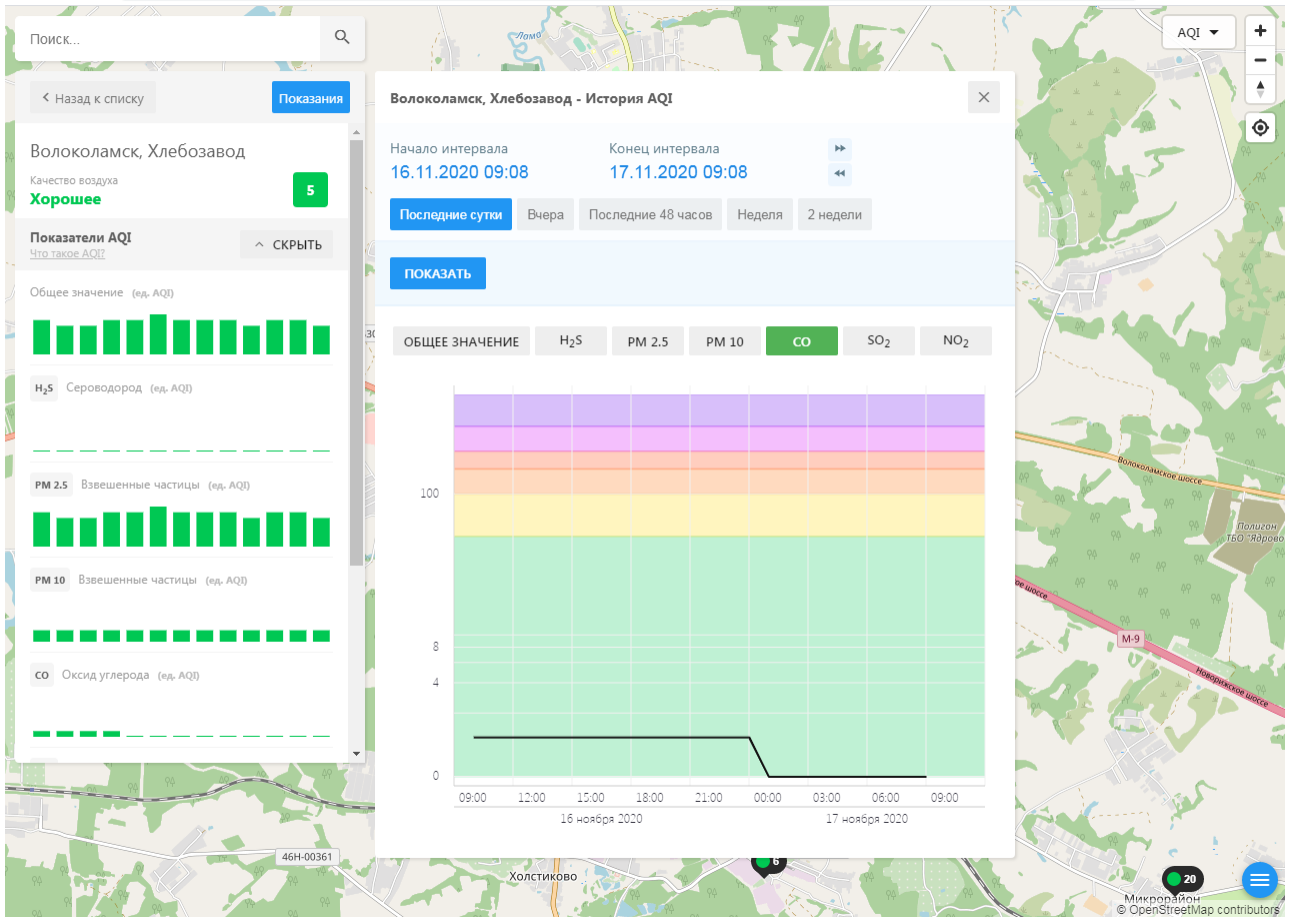 Поиск...
AQI
Назад к списку
Показания
Волоколамск, Хлебозавод
Качество воздуха
Хорошее
5
Показатели AQI
Что такое AQI?
СКРЫТЬ
Общее значение (ед. AQI)
H2S Сероводород (ед. AQI)
PM 2.5 Взвешенные частицы (ед. AQI)
PM 10 Взвешенные частицы (ед. AQI)
CO Оксид углерода (ед. AQI)
Волоколамск, Хлебозавод - История AQI
Начало интервала
Конец интервала
16.11.2020 09:08
17.11.2020 09:08
Последние сутки
Вчера
Последние 48 часов
Неделя
2 недели
ПОКАЗАТЬ
ОБЩЕЕ ЗНАЧЕНИЕ
H2S
PM 2.5
PM 10
CO
SO2
NO2
100
8
4
0
09:00 12:00 15:00 18:00 21:00 00:00 03:00 06:00 09:00
16 ноября 2020
17 ноября 2020
Ломо
Волоколамское шоссе
Полигон
ТБО "Ядрово
ое шоссе
М-9
Новорижское шоссе
46Н-00361
Холстиково
6
20
Микрорайон
© OpenStreetMap contributors